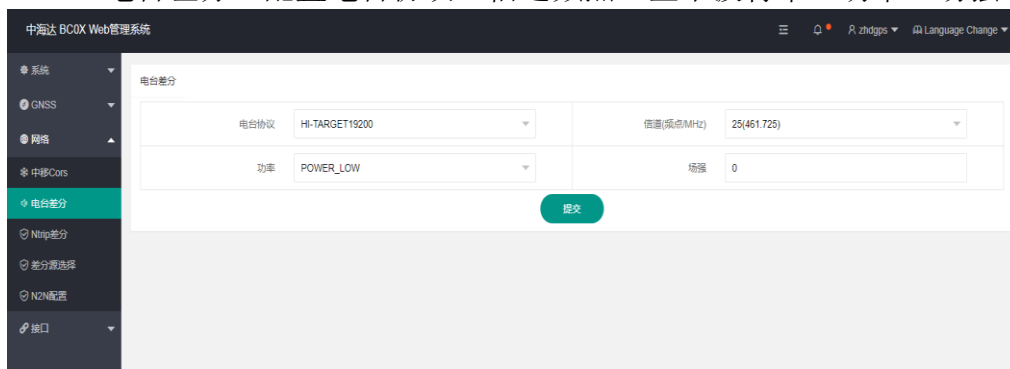 中海达 BC0X Web管理系统
zhdgps
Language Change
系统
GNSS
网络
中移Cors
电台差分
Ntrip差分
差分源选择
N2N配置
接口
电台差分
电台协议 HI-TARGET19200 信道(频点/MHz) 25(461.725)
功率 POWER_LOW 场强 0
提交